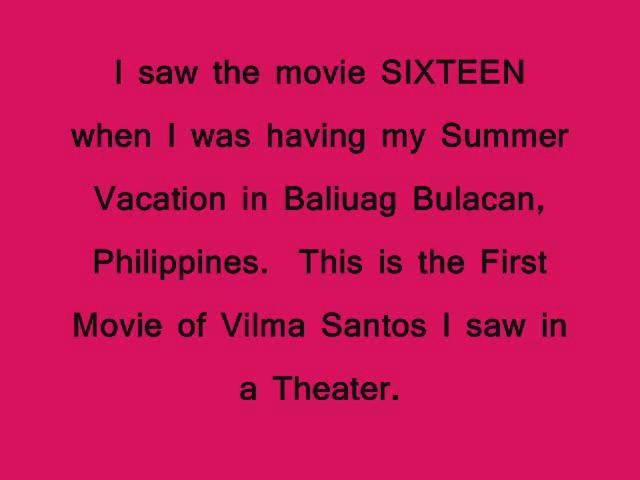 I saw the movie SIXTEEN
when I was having my Summer
Vacation in Baliuag Bulacan,
Philippines. This is the First
Movie of Vilma Santos I saw in
a Theater.